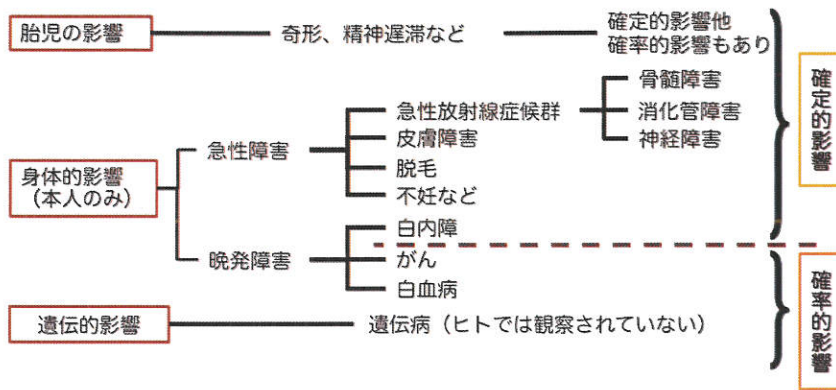 胎児の影響
奇形、精神遅滞など
確定的影響他
確率的影響もあり
身体的影響
（本人のみ）
急性障害
急性放射線症候群
骨髄障害
消化管障害
神経障害
皮膚障害
脱毛
不妊など
晩発障害
白内障
がん
白血病
遺伝的影響
遺伝病（ヒトでは観察されていない）
確定的影響
確率的影響